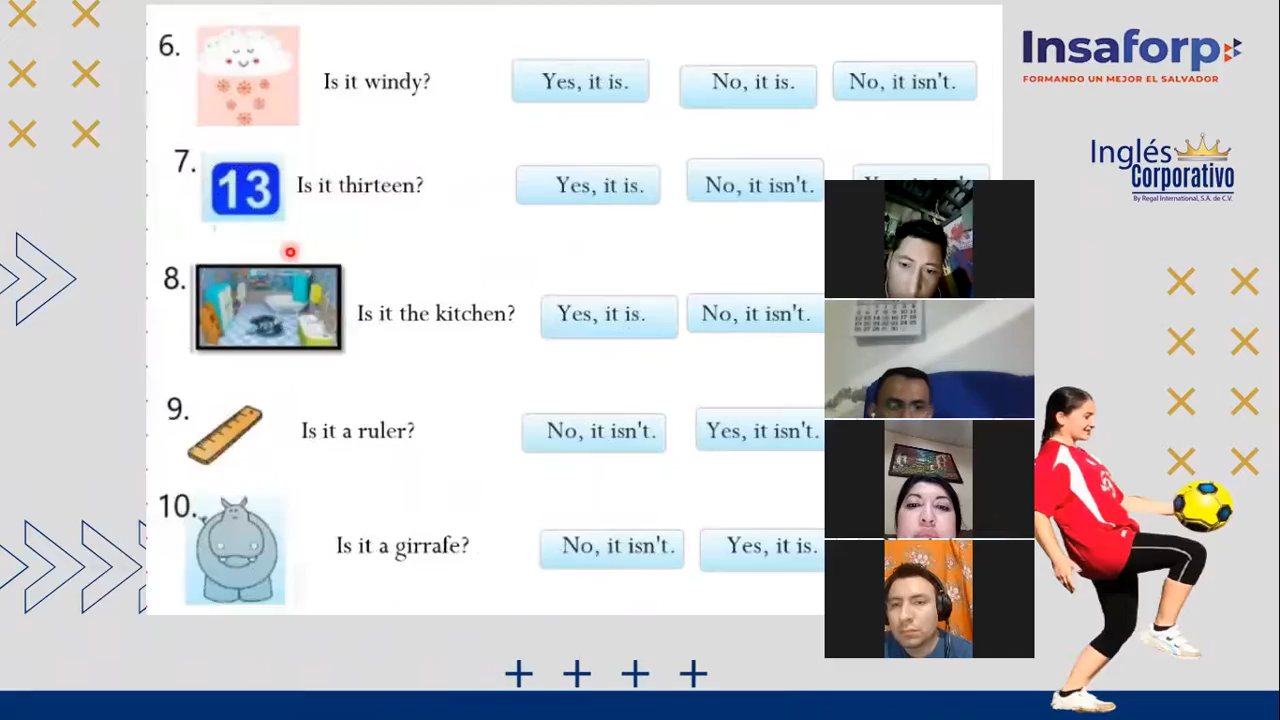 6.
Is it windy?
Yes, it is.
No, it is.
No, it isn't.
7.
13
Is it thirteen?
Yes, it is.
No, it isn't.
8.
Is it the kitchen?
Yes, it is.
No, it isn't.
9.
Is it a ruler?
No, it isn't.
Yes, it isn't.
10.
Is it a girrafe?
No, it isn't.
Yes, it is.
Insaforp
FORMANDO UN MEJOR EL SALVADOR
Inglés
Corporativo
By Regal International, S.A. de C.V.